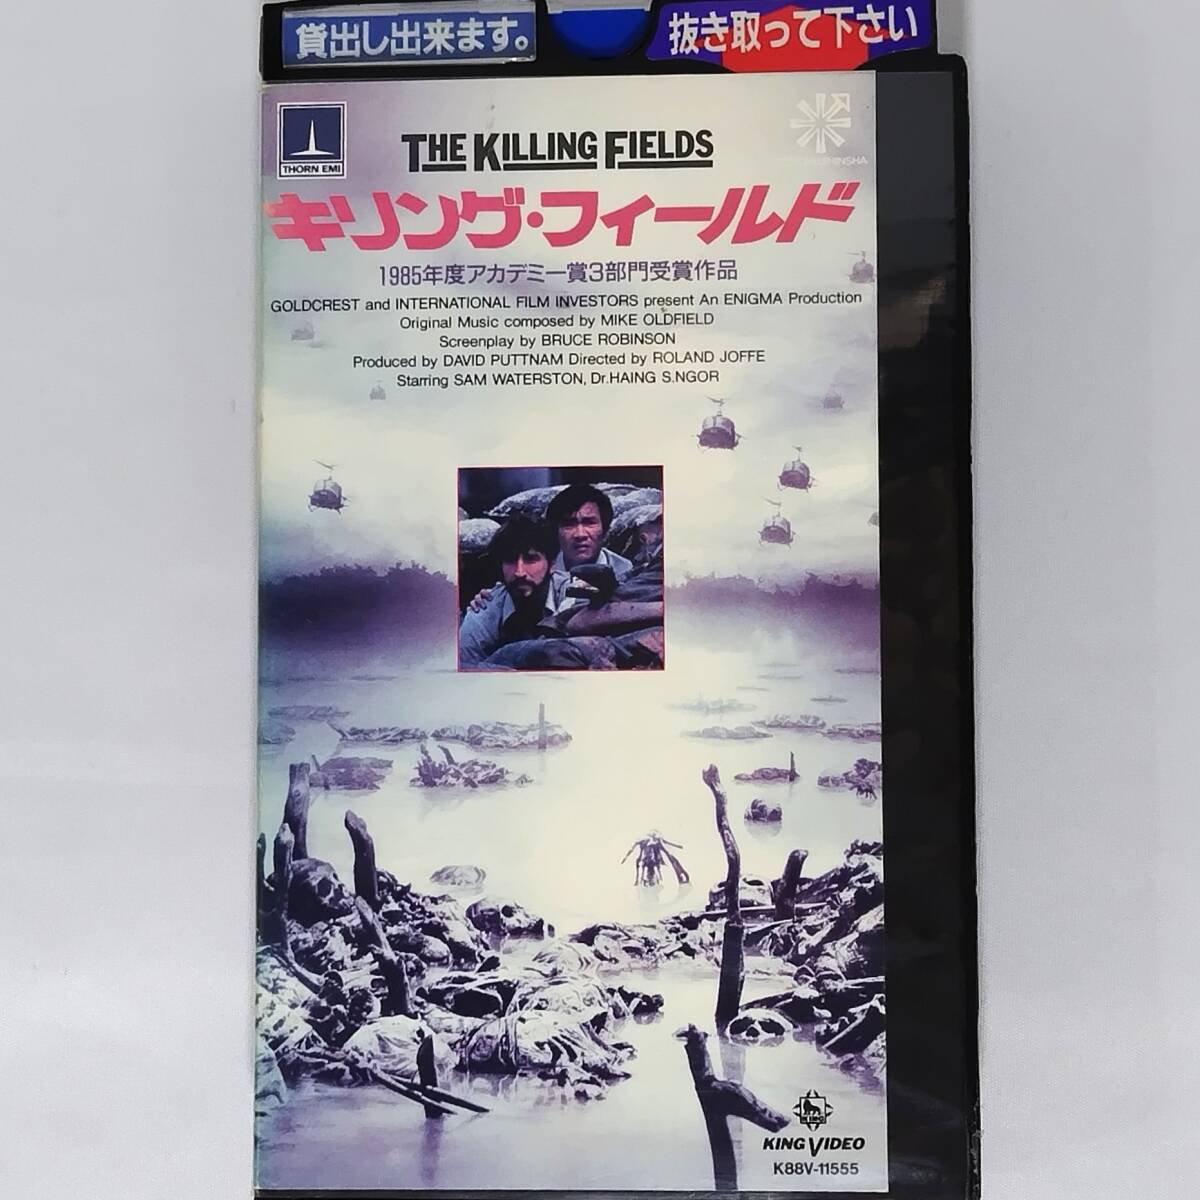 貸出し出来ます。
抜き取って下さい
THORN EMI
THE KILLING FIELDS
キリング・フィールド
1985年度アカデミー賞3部門受賞作品
GOLDCREST and INTERNATIONAL FILM INVESTORS present An ENIGMA Production
Original Music composed by MIKE OLDFIELD
Screenplay by BRUCE ROBINSON
Produced by DAVID PUTTNAM Directed by ROLAND JOFFE
Starring SAM WATERSTON, Dr.HAING S.NGOR
KING VIDEO
K88V-11555